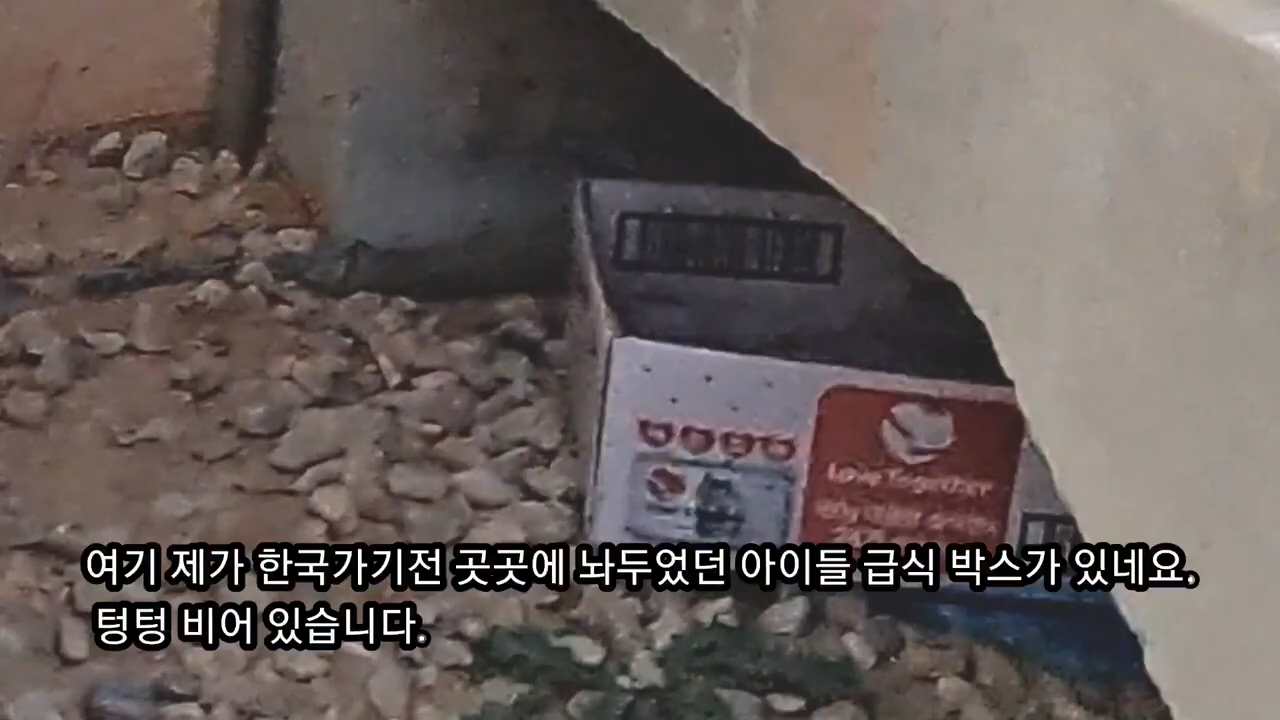 Love Together
여기 제가 한국가기전 곳곳에 놔두었던 아이들 급식 박스가 있네요.
텅텅 비어 있습니다.